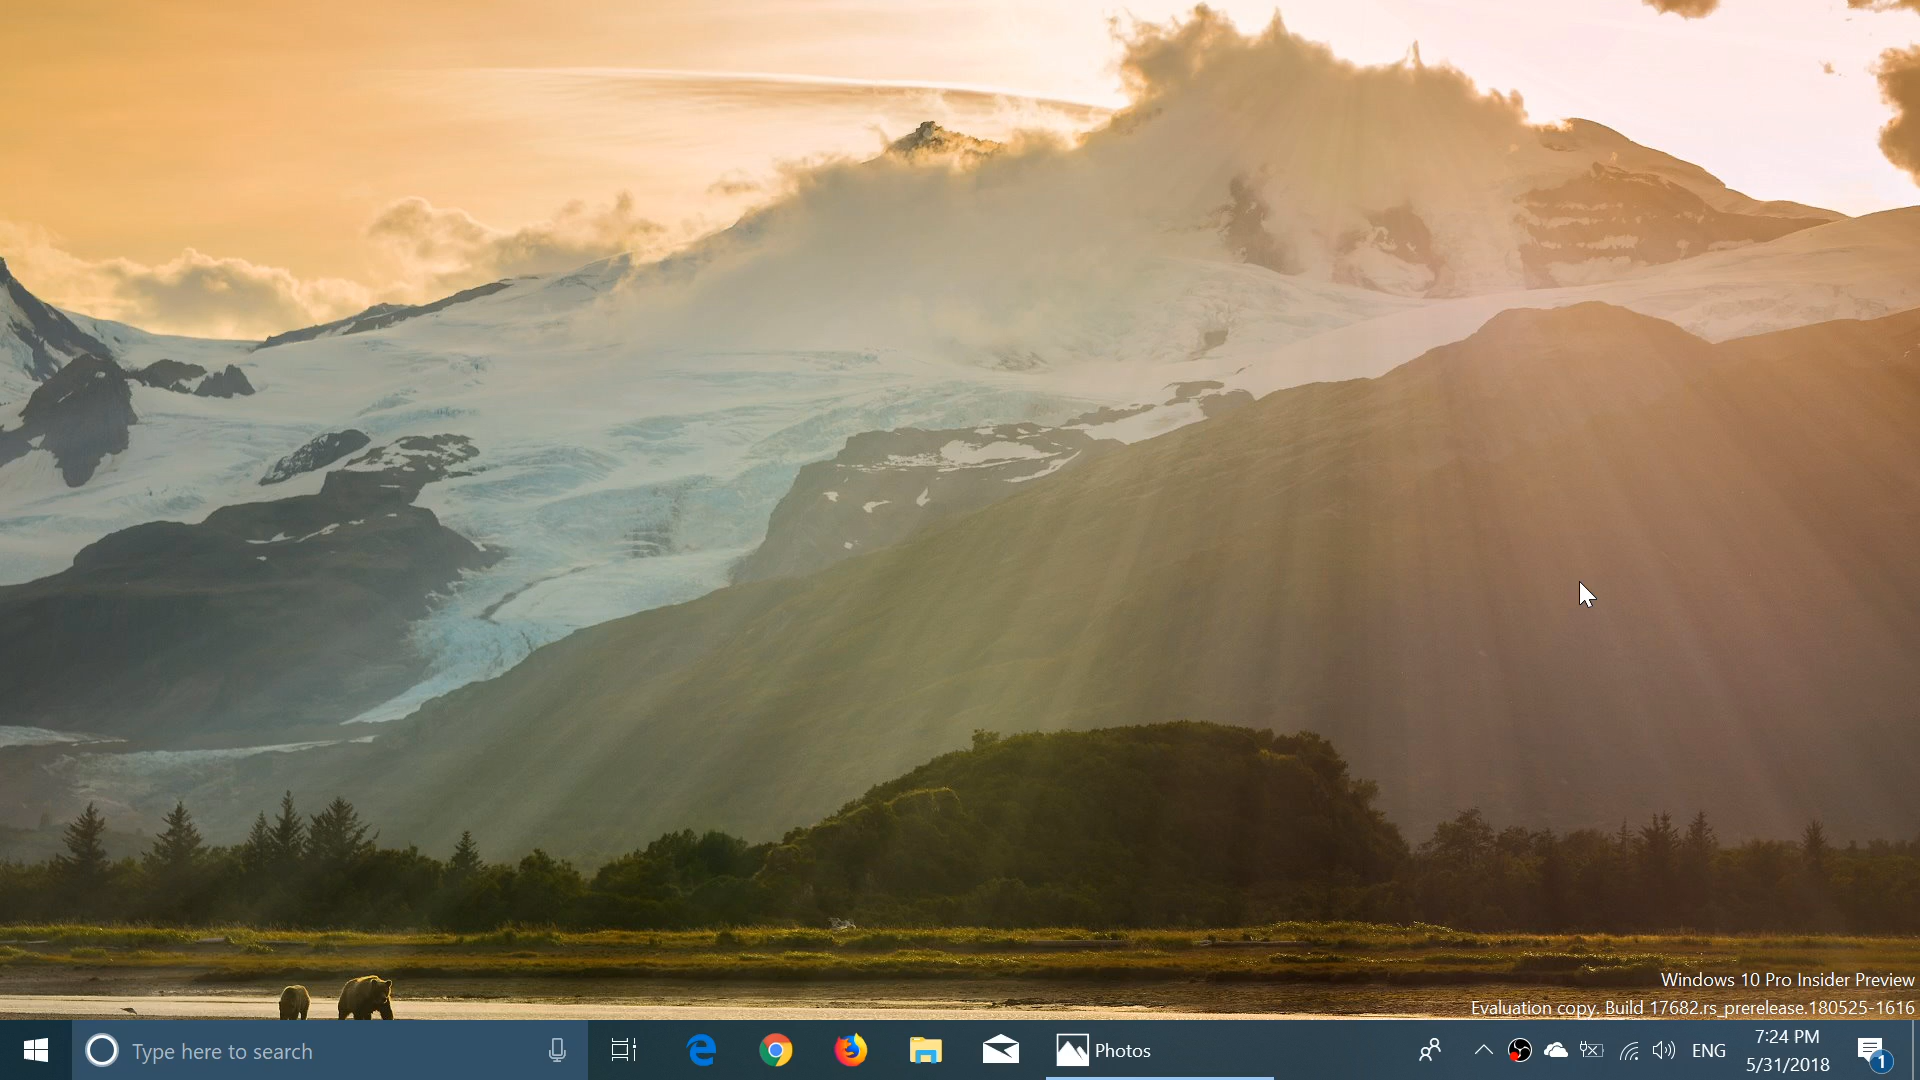 Windows 10 Pro Insider Preview
Evaluation copy. Build 17682.rs_prerelease.180525-1616
Type here to search
Photos
ENG
7:24 PM
5/31/2018
1